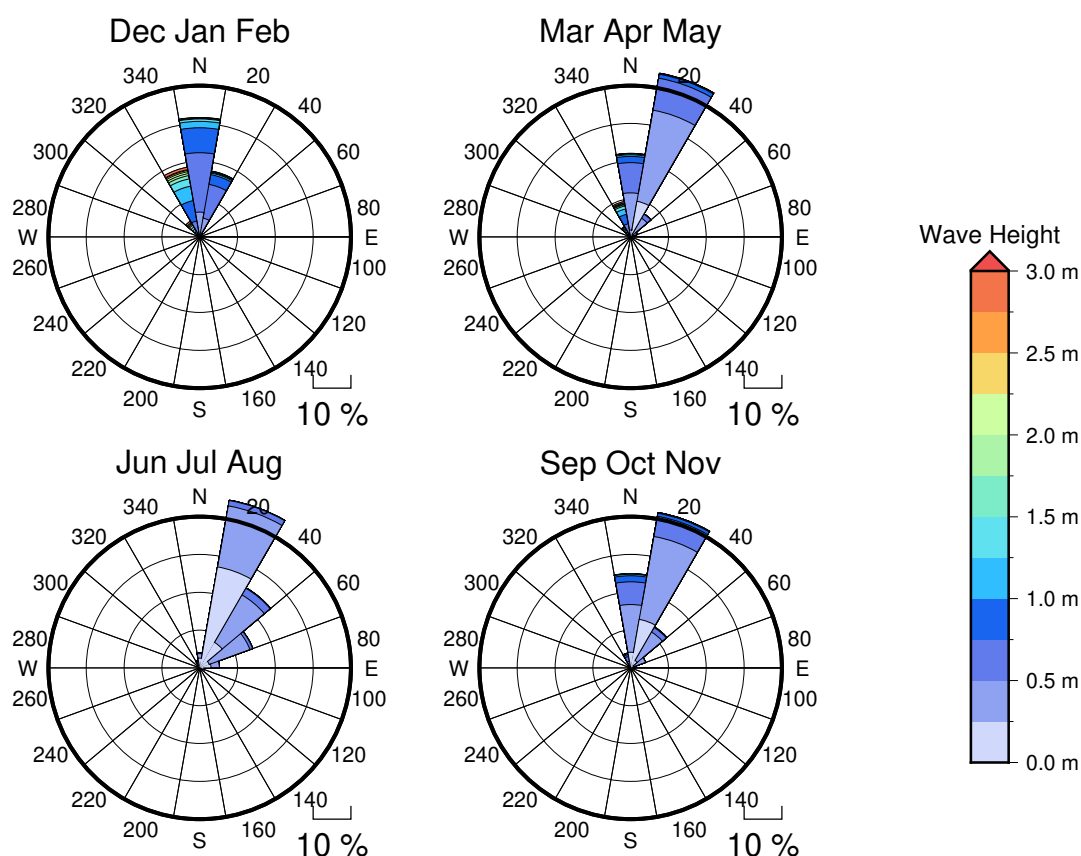 Dec Jan Feb
Mar Apr May
N
340
20
320
40
300
60
280
80
W
E
260
100
240
120
220
140
200
160
S
10 %
N
340
20
320
40
300
60
280
80
W
E
260
100
240
120
220
140
200
160
S
10 %
Jun Jul Aug
Sep Oct Nov
N
340
20
320
40
300
60
280
80
W
E
260
100
240
120
220
140
200
160
S
10 %
N
340
20
320
40
300
60
280
80
W
E
260
100
240
120
220
140
200
160
S
10 %
Wave Height
3.0 m
2.5 m
2.0 m
1.5 m
1.0 m
0.5 m
0.0 m